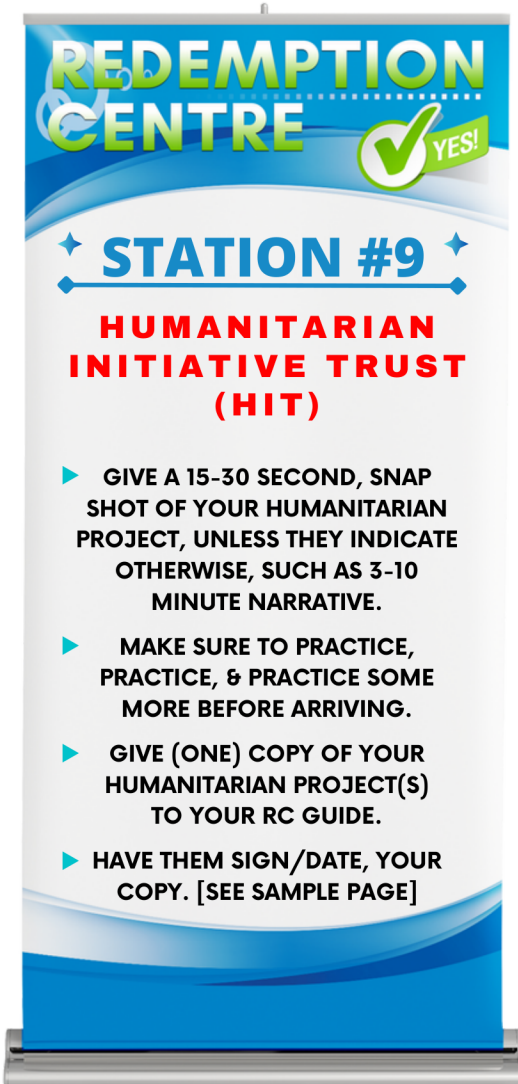 REDEMPTION
CENTRE
YES!
STATION #9
HUMANITARIAN
INITIATIVE TRUST
(HIT)
GIVE A 15-30 SECOND, SNAP
SHOT OF YOUR HUMANITARIAN
PROJECT, UNLESS THEY INDICATE
OTHERWISE, SUCH AS 3-10
MINUTE NARRATIVE.
MAKE SURE TO PRACTICE,
PRACTICE, & PRACTICE SOME
MORE BEFORE ARRIVING.
GIVE (ONE) COPY OF YOUR
HUMANITARIAN PROJECT(S)
TO YOUR RC GUIDE.
HAVE THEM SIGN/DATE, YOUR
COPY. [SEE SAMPLE PAGE]